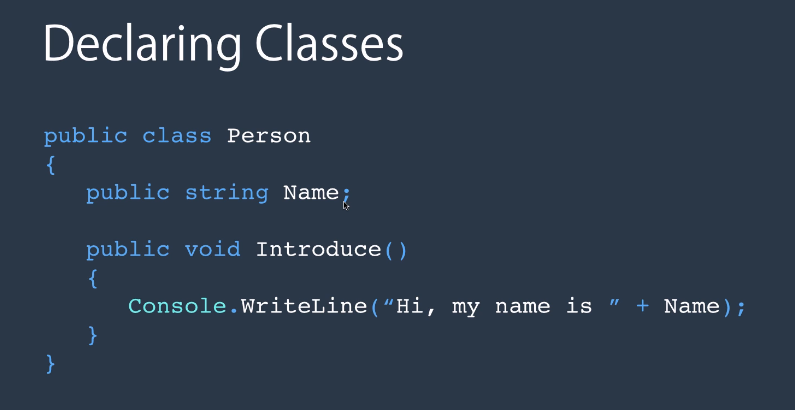 Declaring Classes
public class Person
{
public string Name;
public void Introduce()
{
Console.WriteLine(“Hi, my name is ” + Name);
}
}